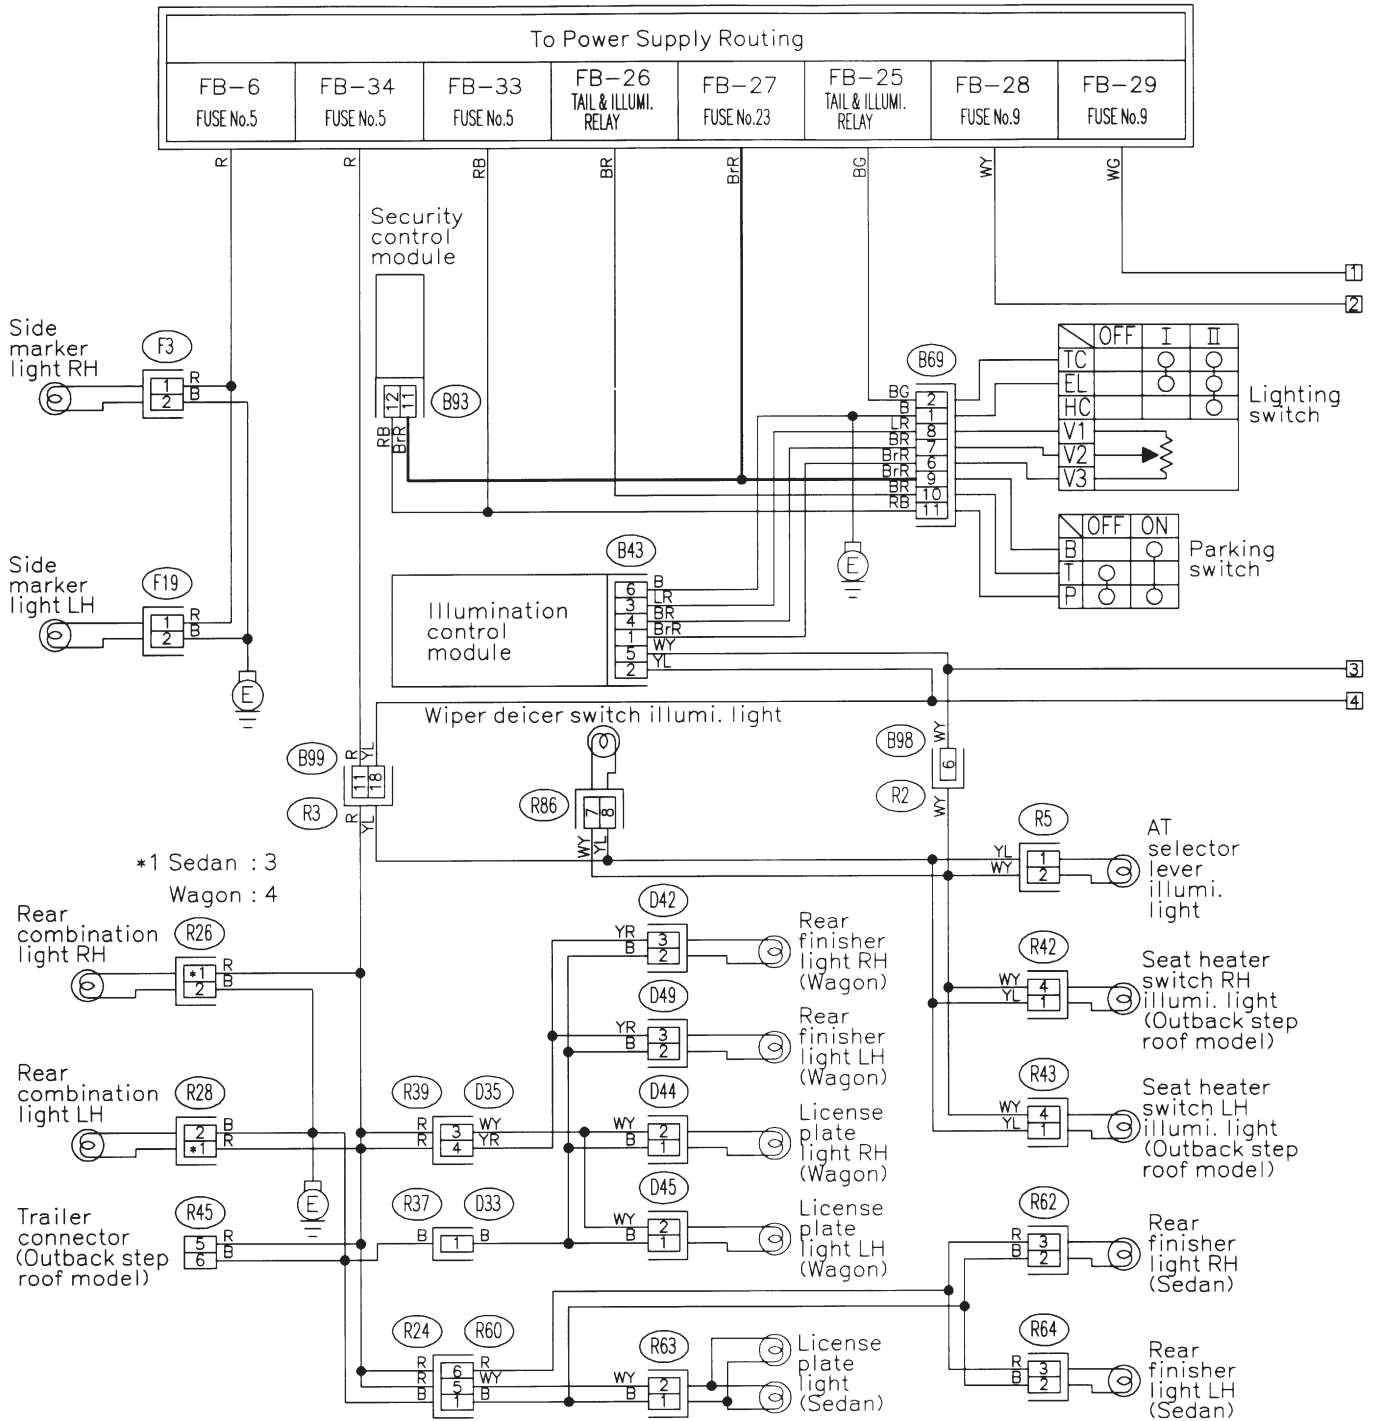 To Power Supply Routing
FB-6
FUSE No.5
FB-34
FUSE No.5
FB-33
FUSE No.5
FB-26
TAIL & ILLUMI.
RELAY
FB-27
FUSE No.23
FB-25
TAIL & ILLUMI.
RELAY
FB-28
FUSE No.9
FB-29
FUSE No.9
R
R
RB
BR
BrR
BG
WY
WG
1
2
Security
control
module
12
11
B93
RB
BrR
Side
marker
light RH
F3
1
2
R
B
Side
marker
light LH
F19
1
2
R
B
E
B69
BG
B
LR
BR
BrR
BrR
BR
RB
2
1
8
7
6
9
10
11
OFF
I
II
TC
EL
HC
V1
V2
V3
Lighting
switch
OFF
ON
B
T
P
Parking
switch
E
B43
Illumination
control
module
6
3
4
1
5
2
B
LR
BR
BrR
WY
YL
3
4
Wiper deicer switch illumi. light
R86
7
8
WY
YL
B99
R
YL
11
18
R3
R
YL
B98
WY
6
R2
WY
*1 Sedan : 3
Wagon : 4
R5
YL
WY
1
2
AT
selector
lever
illumi.
light
Rear
combination
light RH
R26
*1
2
R
B
D42
YR
B
3
2
Rear
finisher
light RH
(Wagon)
R42
WY
YL
4
1
Seat heater
switch RH
illumi. light
(Outback step
roof model)
D49
YR
B
3
2
Rear
finisher
light LH
(Wagon)
Rear
combination
light LH
R28
2
*1
B
R
E
R39
D35
R
R
3
4
WY
YR
D44
WY
B
2
1
License
plate
light RH
(Wagon)
R43
WY
YL
4
1
Seat heater
switch LH
illumi. light
(Outback step
roof model)
Trailer
connector
(Outback step
roof model)
R45
5
6
R
B
R37
D33
B
1
B
D45
WY
B
2
1
License
plate
light LH
(Wagon)
R62
R
B
3
2
Rear
finisher
light RH
(Sedan)
R24
R60
R
R
B
6
5
1
R
WY
B
R63
WY
B
2
1
License
plate
light
(Sedan)
R64
R
B
3
2
Rear
finisher
light LH
(Sedan)